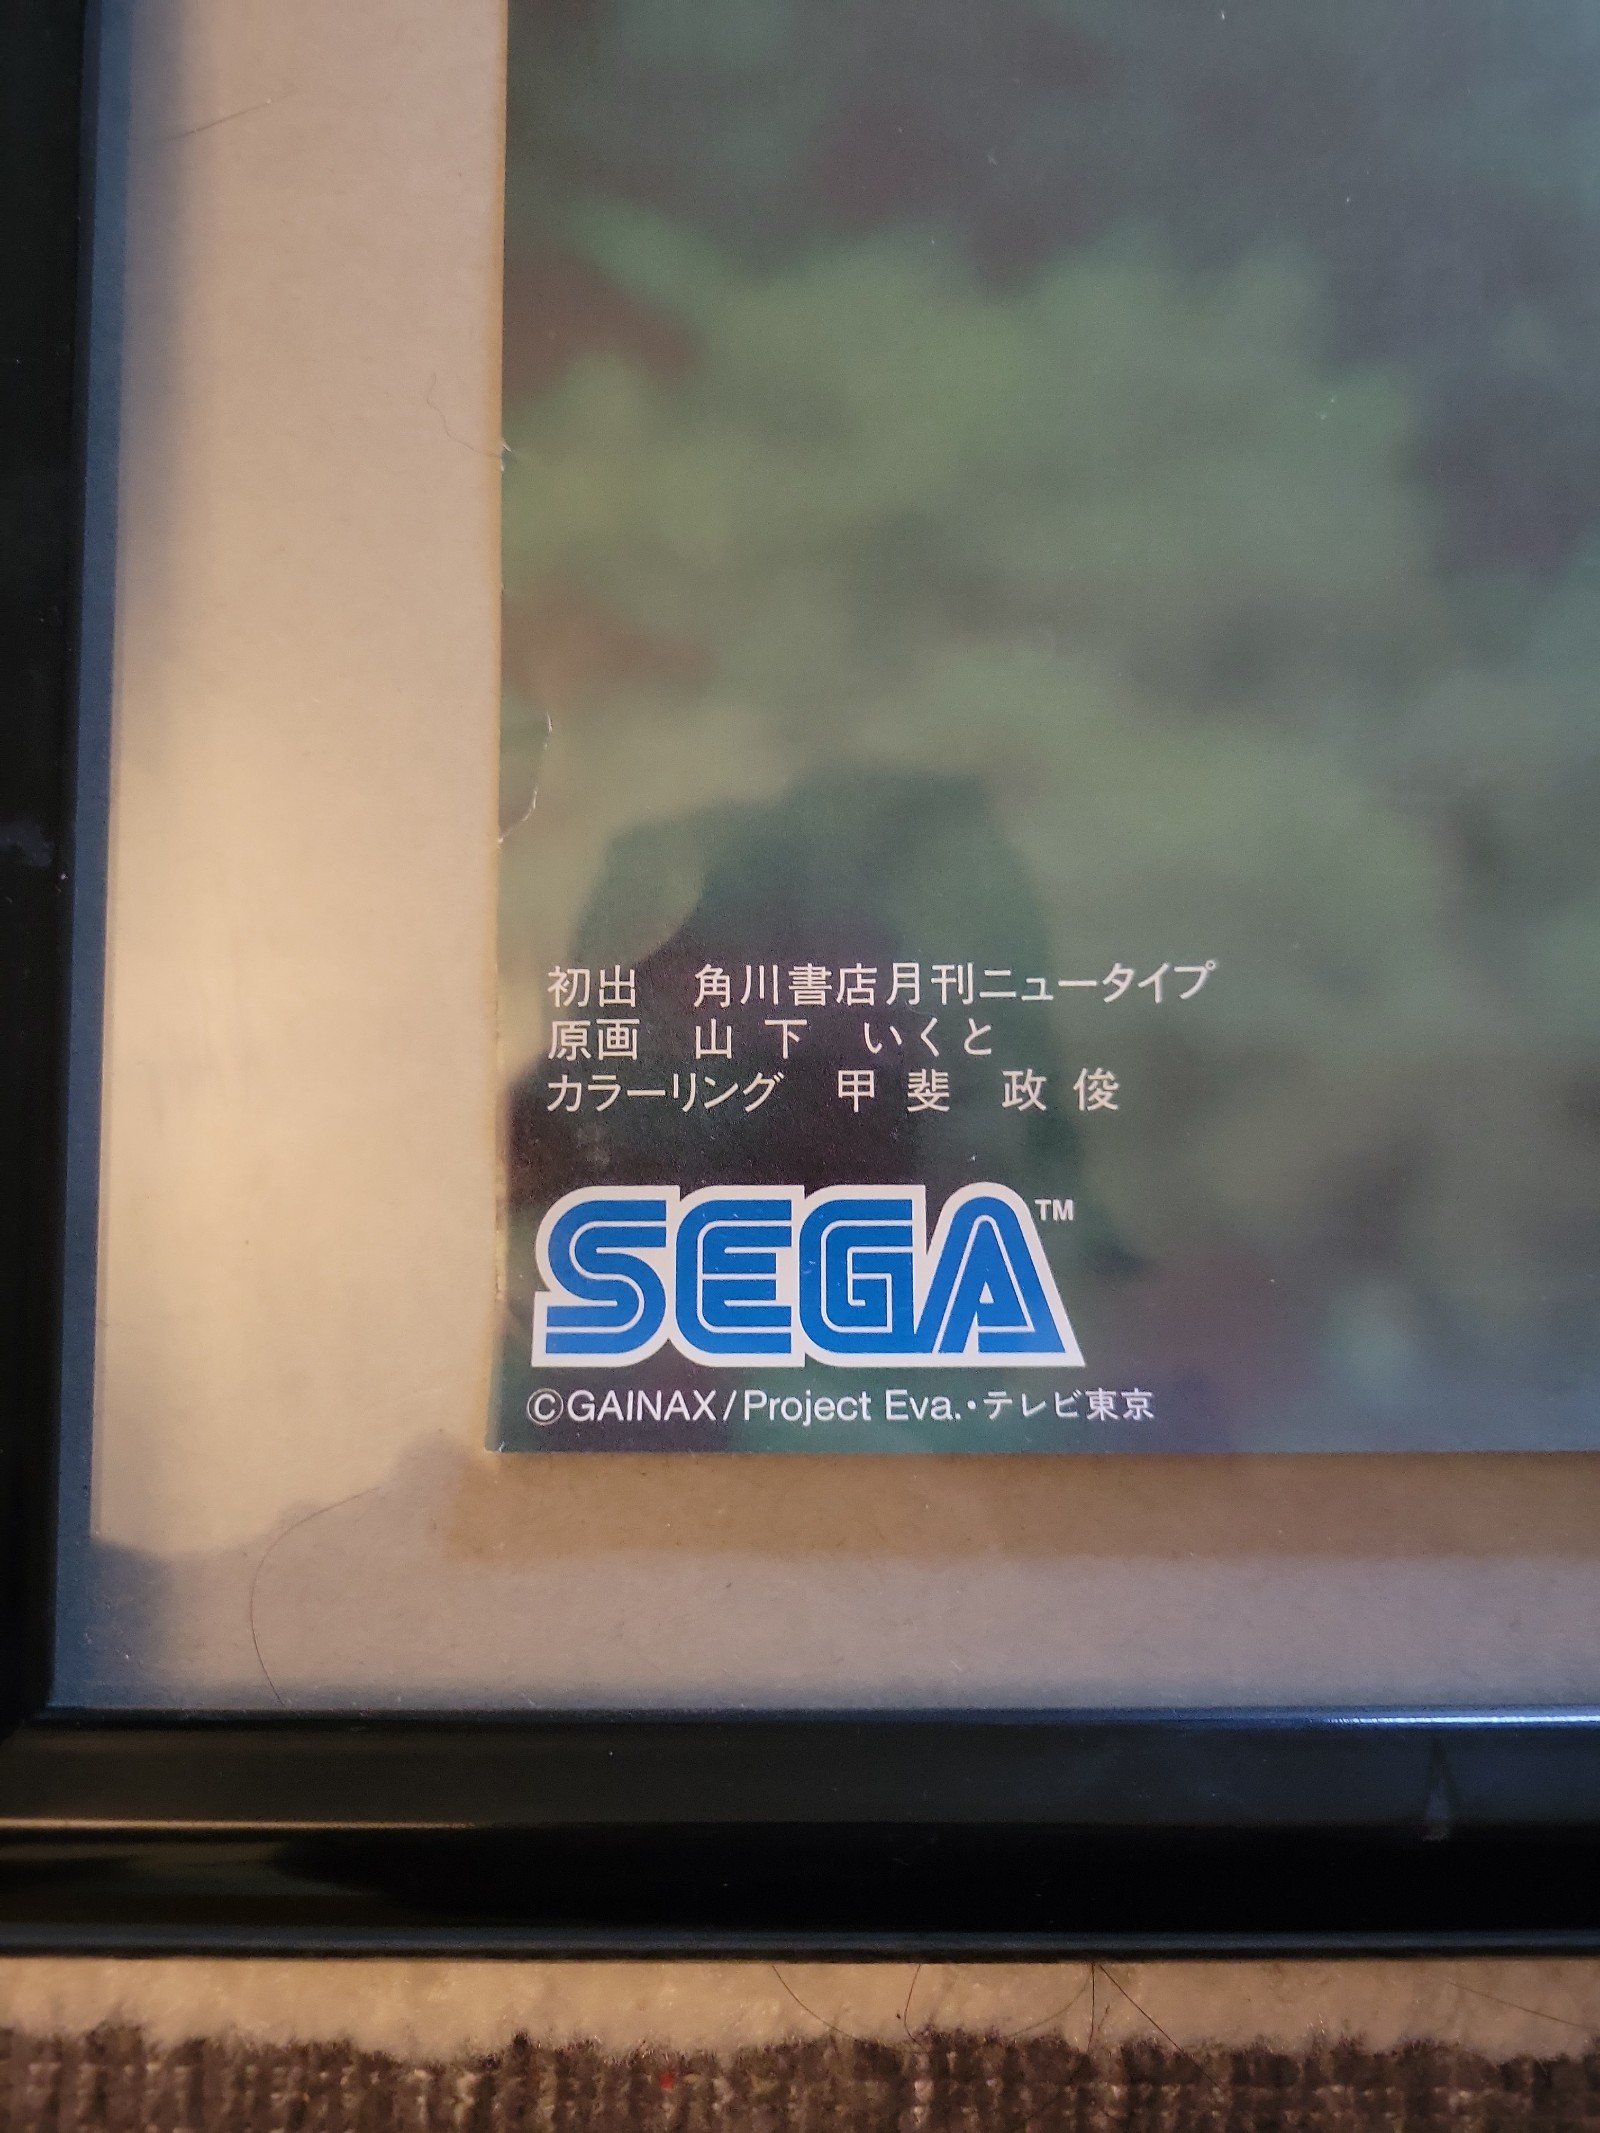 初出　角川書店月刊ニュータイプ
原画　山下　いくと
カラーリング　甲斐　政俊
SEGA™
©GAINAX/Project Eva.・テレビ東京